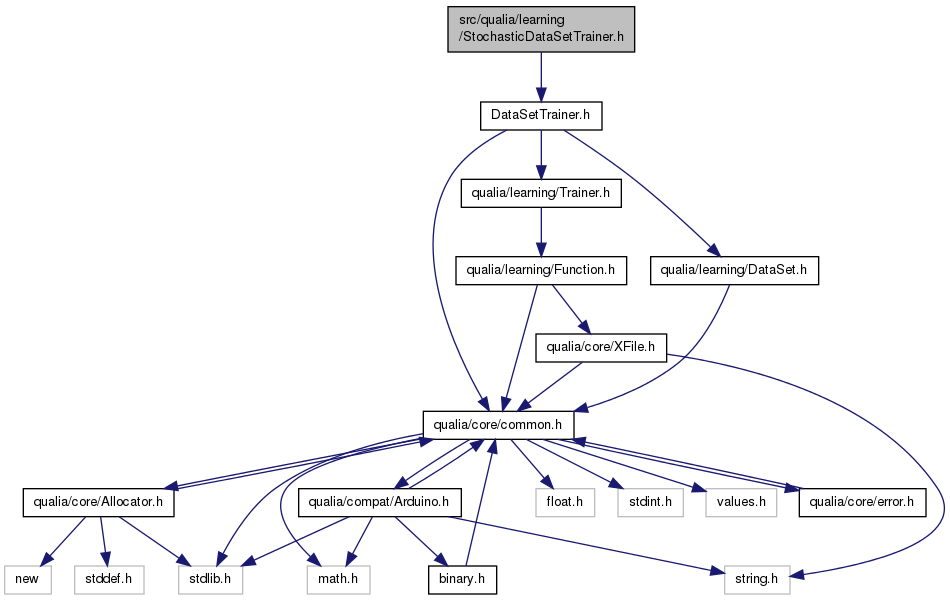 src/qualia/learning
/StochasticDataSetTrainer.h
DataSetTrainer.h
qualia/learning/Trainer.h
qualia/learning/Function.h
qualia/learning/DataSet.h
qualia/core/XFile.h
qualia/core/common.h
qualia/core/Allocator.h
qualia/compat/Arduino.h
float.h
stdint.h
values.h
qualia/core/error.h
new
stddef.h
stdlib.h
math.h
binary.h
string.h